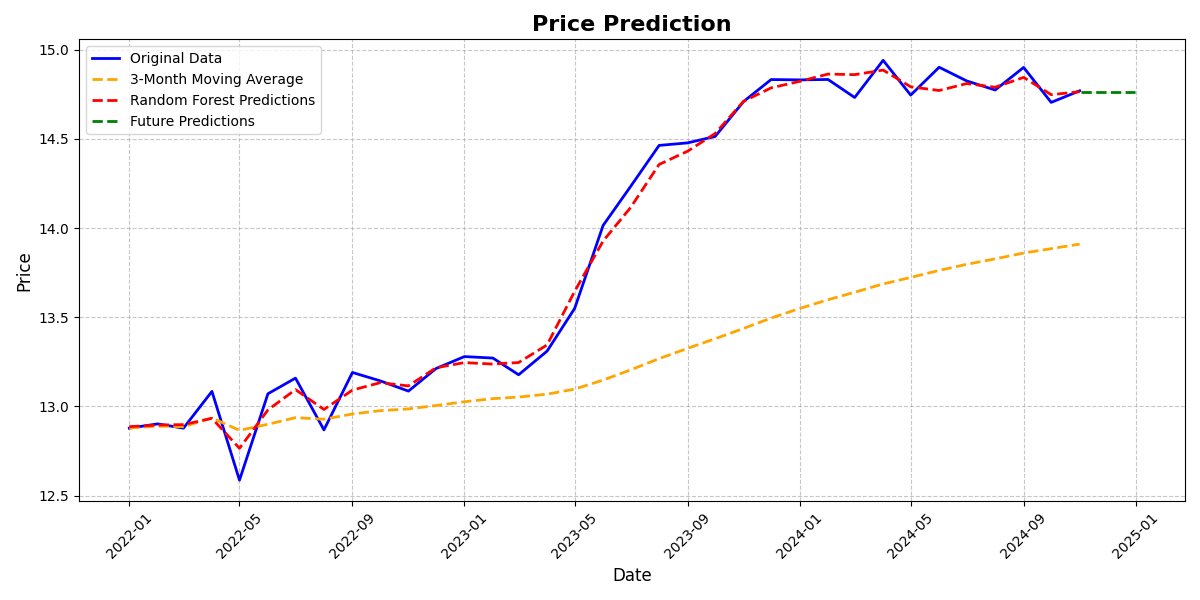 Price Prediction
Original Data
3-Month Moving Average
Random Forest Predictions
Future Predictions
Price
15.0
14.5
14.0
13.5
13.0
12.5
2022-01
2022-05
2022-09
2023-01
2023-05
2023-09
2024-01
2024-05
2024-09
2025-01
Date